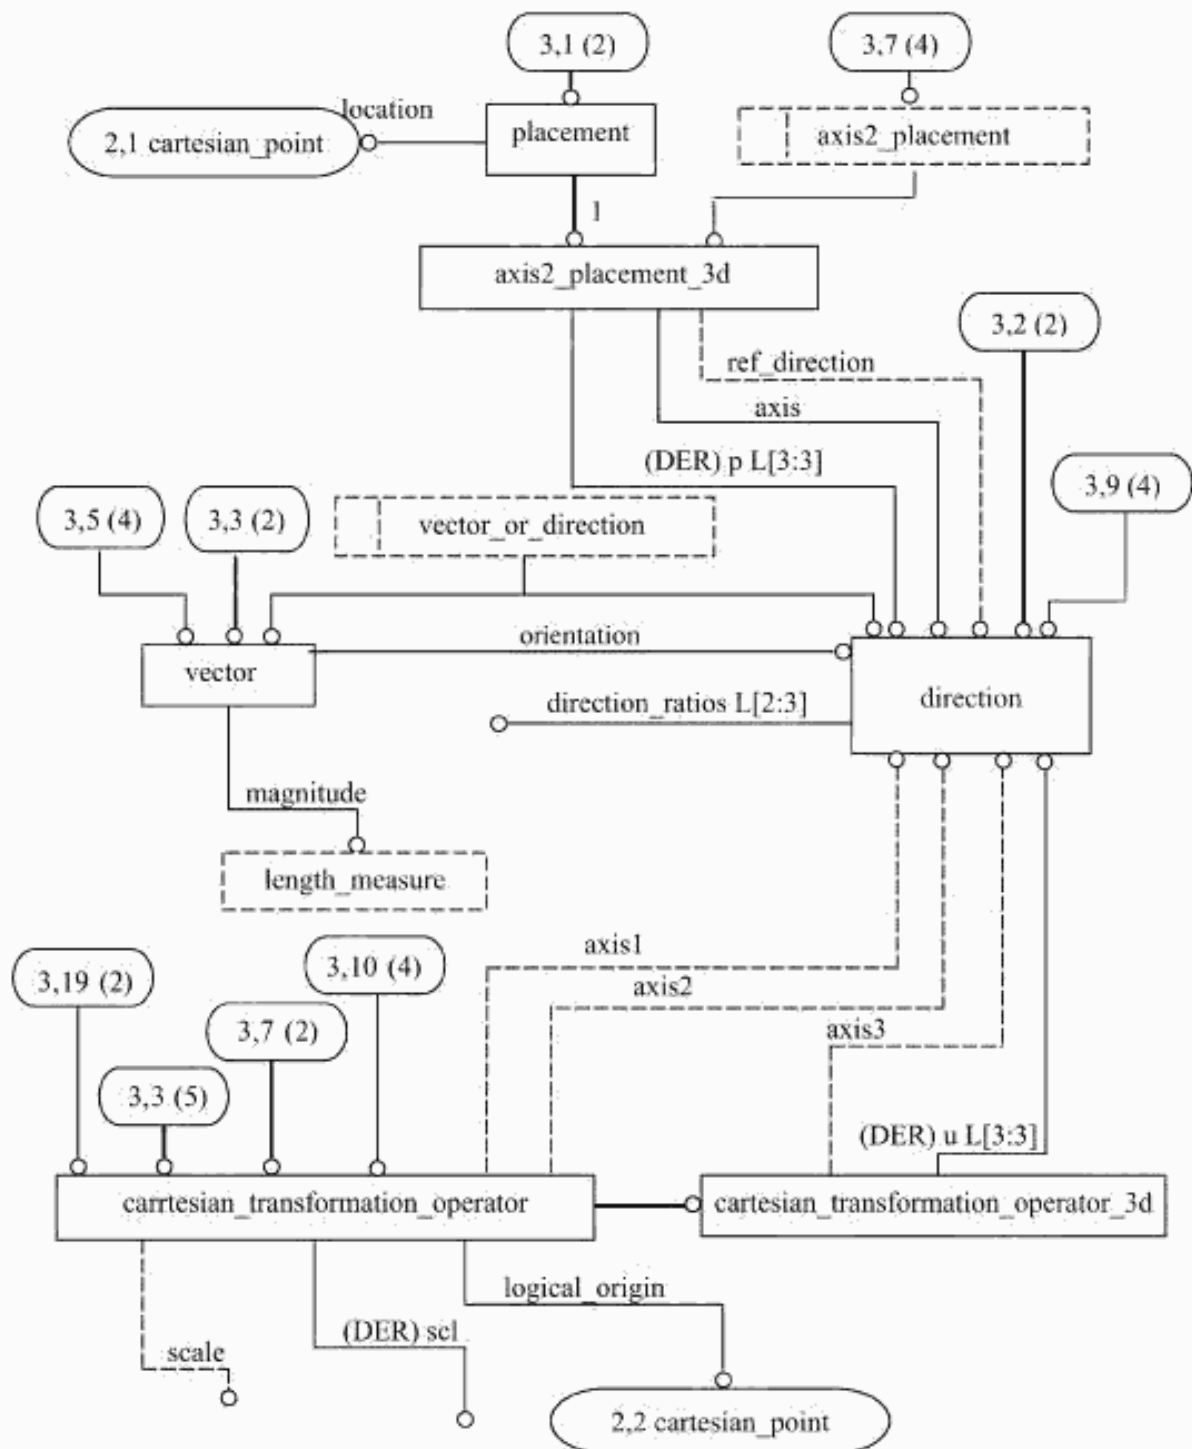 3,1 (2)
3,7 (4)
location
2,1 cartesian_point
placement
axis2_placement
1
axis2_placement_3d
3,2 (2)
ref_direction
axis
(DER) p L[3:3]
3,9 (4)
3,5 (4)
3,3 (2)
vector_or_direction
orientation
vector
direction
direction_ratios L[2:3]
magnitude
length_measure
axis1
3,19 (2)
3,10 (4)
axis2
3,7 (2)
axis3
3,3 (5)
(DER) u L[3:3]
carrtesian_transformation_operator
cartesian_transformation_operator_3d
logical_origin
(DER) scl
scale
2,2 cartesian_point